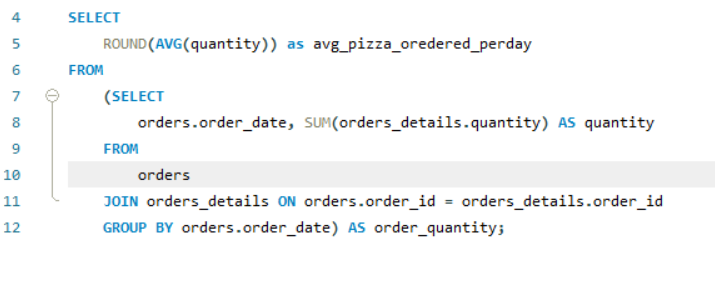 4 SELECT
5 ROUND(AVG(quantity)) as avg_pizza_oredered_perday
6 FROM
7 (SELECT
8 orders.order_date, SUM(orders_details.quantity) AS quantity
9 FROM
10 orders
11 JOIN orders_details ON orders.order_id = orders_details.order_id
12 GROUP BY orders.order_date) AS order_quantity;